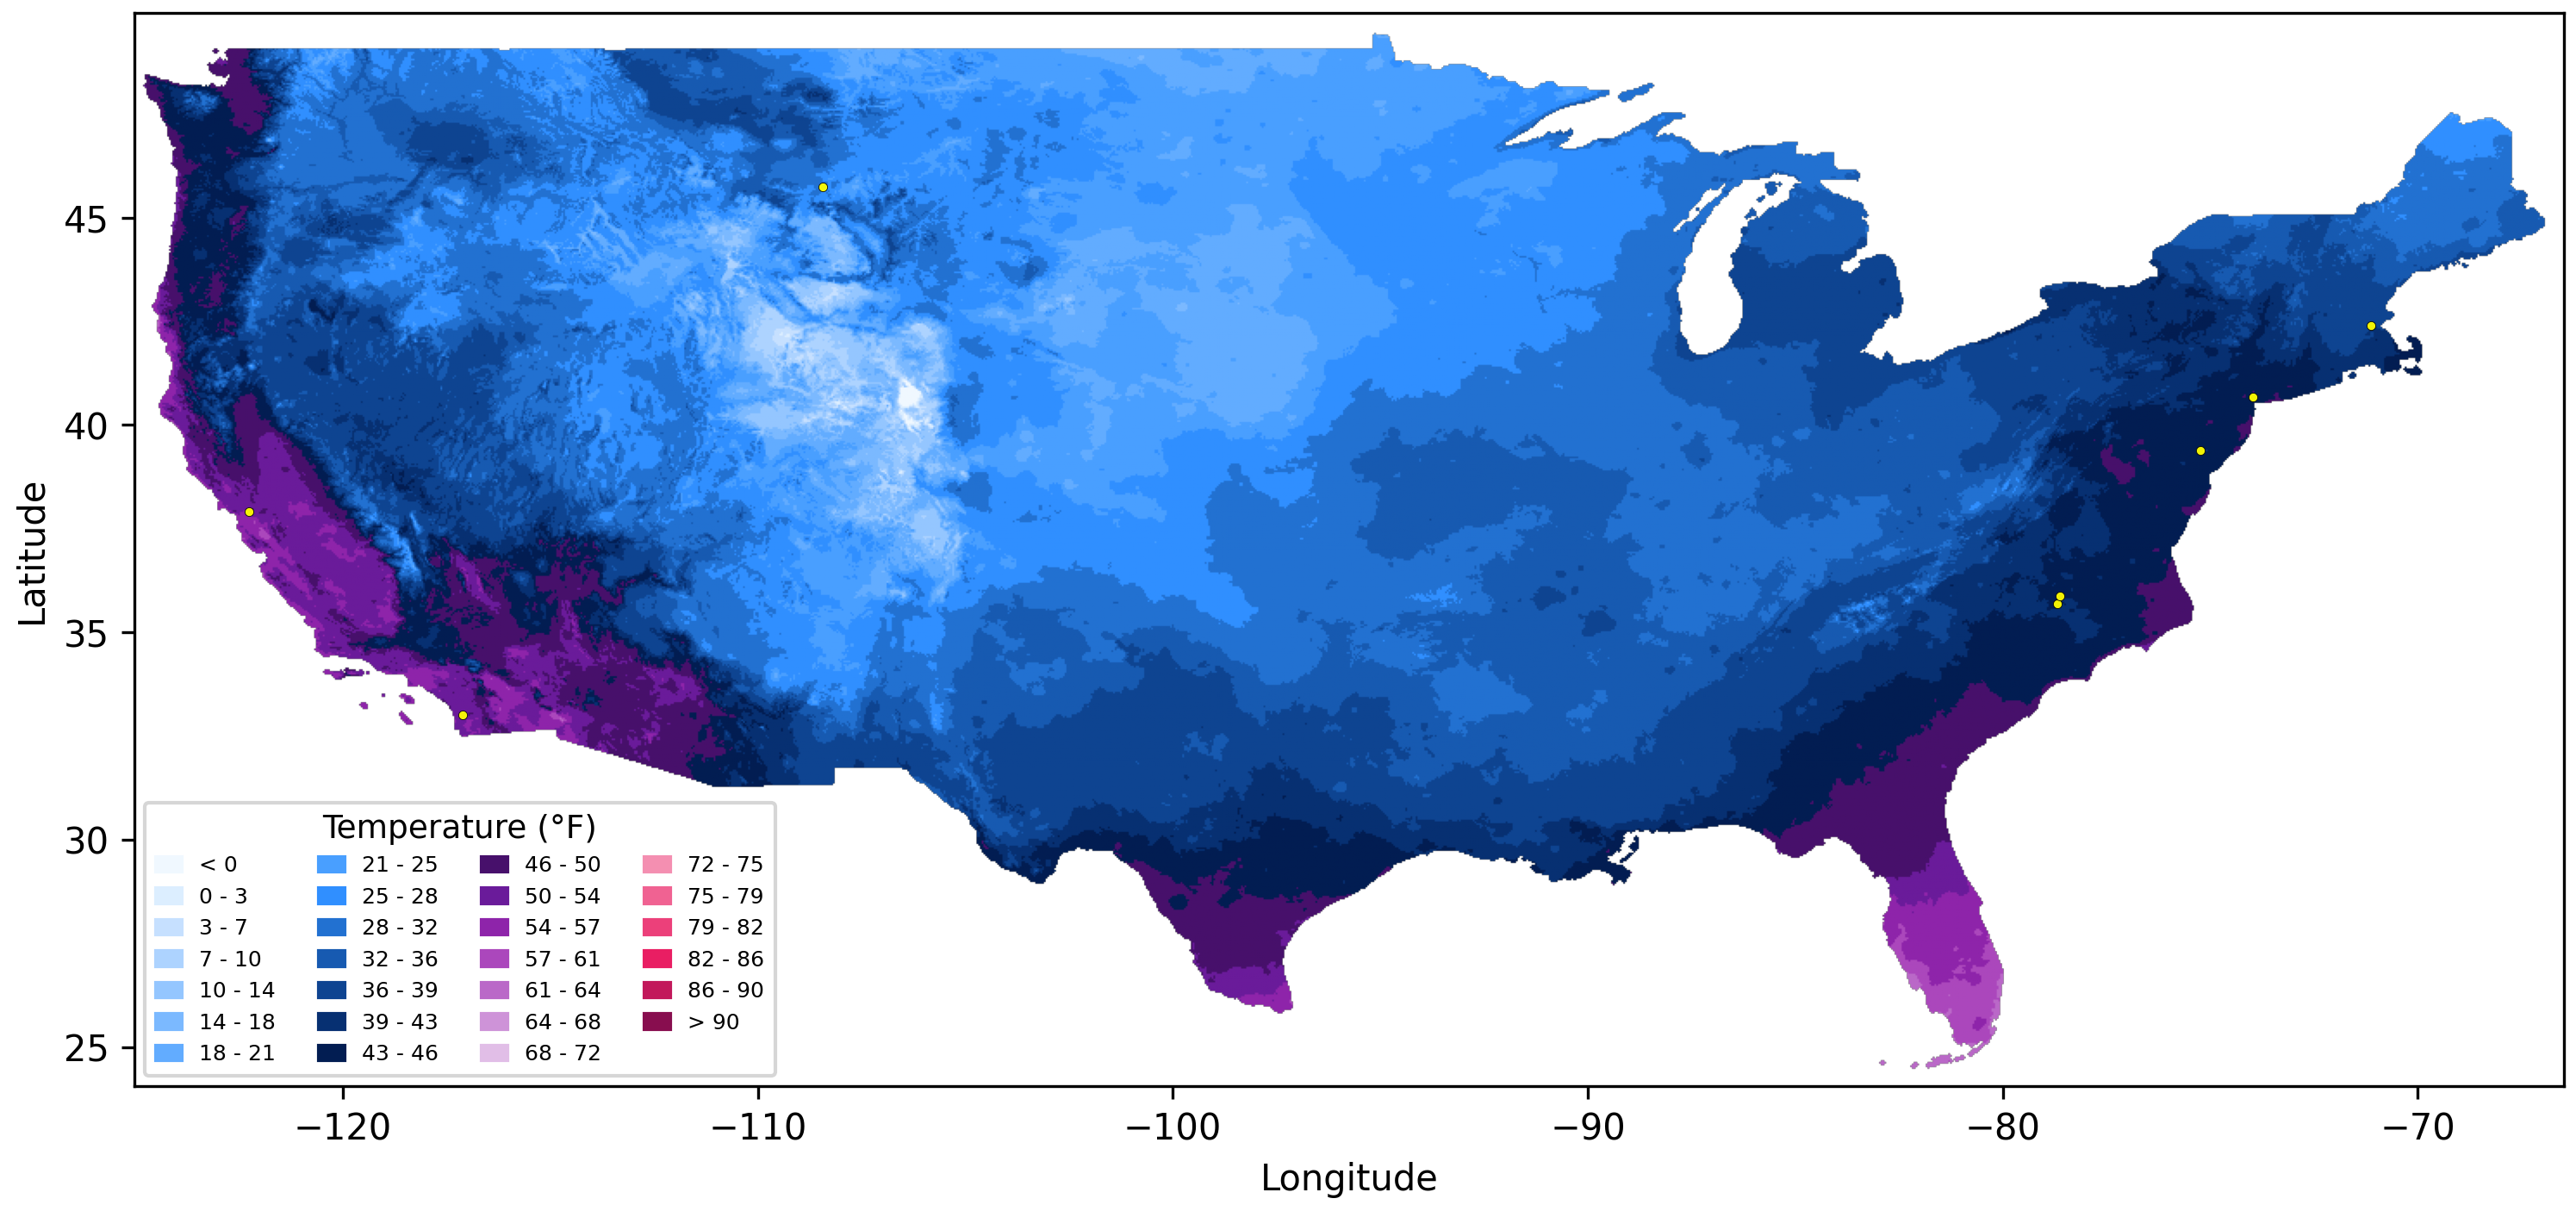 45
40
35
30
25
Latitude
Temperature (°F)
< 0 21 - 25 46 - 50 72 - 75
0 - 3 25 - 28 50 - 54 75 - 79
3 - 7 28 - 32 54 - 57 79 - 82
7 - 10 32 - 36 57 - 61 82 - 86
10 - 14 36 - 39 61 - 64 86 - 90
14 - 18 39 - 43 64 - 68 > 90
18 - 21 43 - 46 68 - 72
−120 −110 −100 −90 −80 −70
Longitude